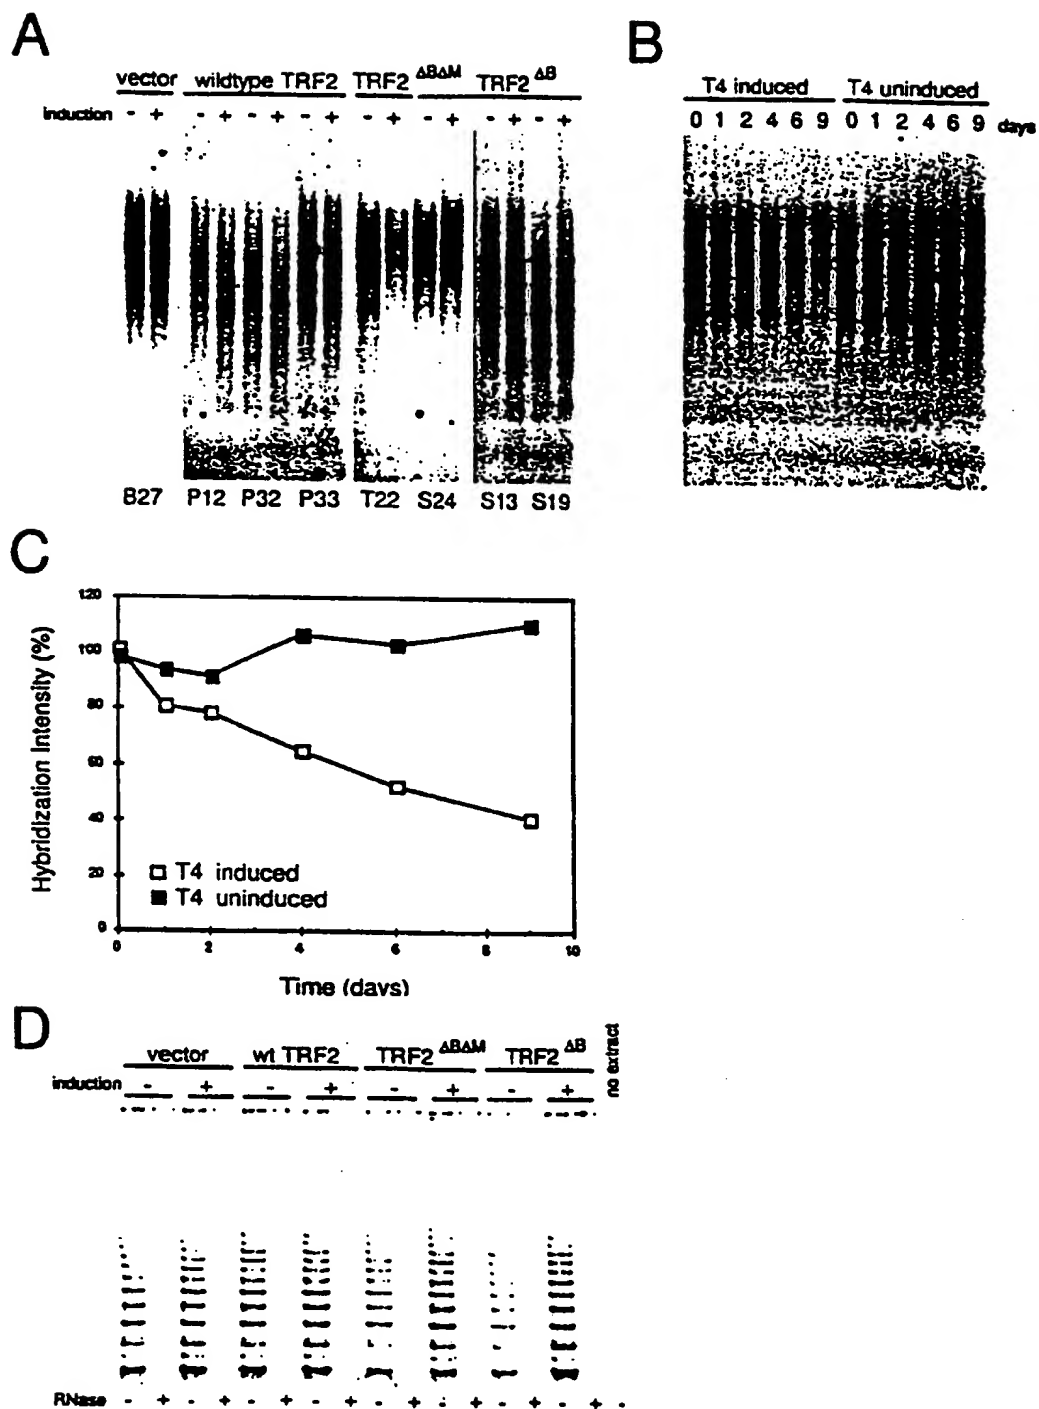 A
vector wildtype TRF2 TRF2 ΔBΔM TRF2 ΔB
induction - + - + - + - + - + - + - + - +
B27 P12 P32 P33 T22 S24 S13 S19
B
T4 induced T4 uninduced
0 1 2 4 6 9 0 1 2 4 6 9 days
C
120
100
80
60
40
20
0
Hybridization Intensity (%)
T4 induced
T4 uninduced
0 2 4 6 8 10
Time (days)
D
vector wt TRF2 TRF2 ΔBΔM TRF2 ΔB no extract
induction - + - + - + - +
RNase - + - + - + - + - + - + - + - + -